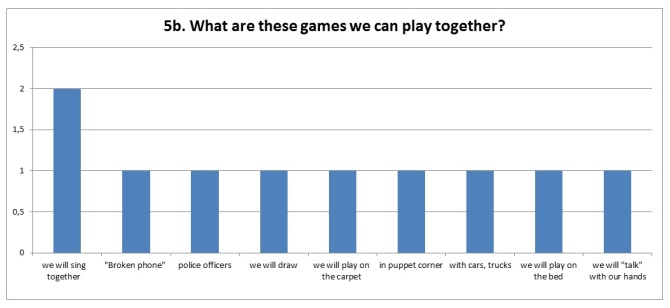 5b. What are these games we can play together?
2,5
2
1,5
1
0,5
0
we will sing together
"Broken phone"
police officers
we will draw
we will play on the carpet
in puppet corner
with cars, trucks
we will play on the bed
we will "talk" with our hands